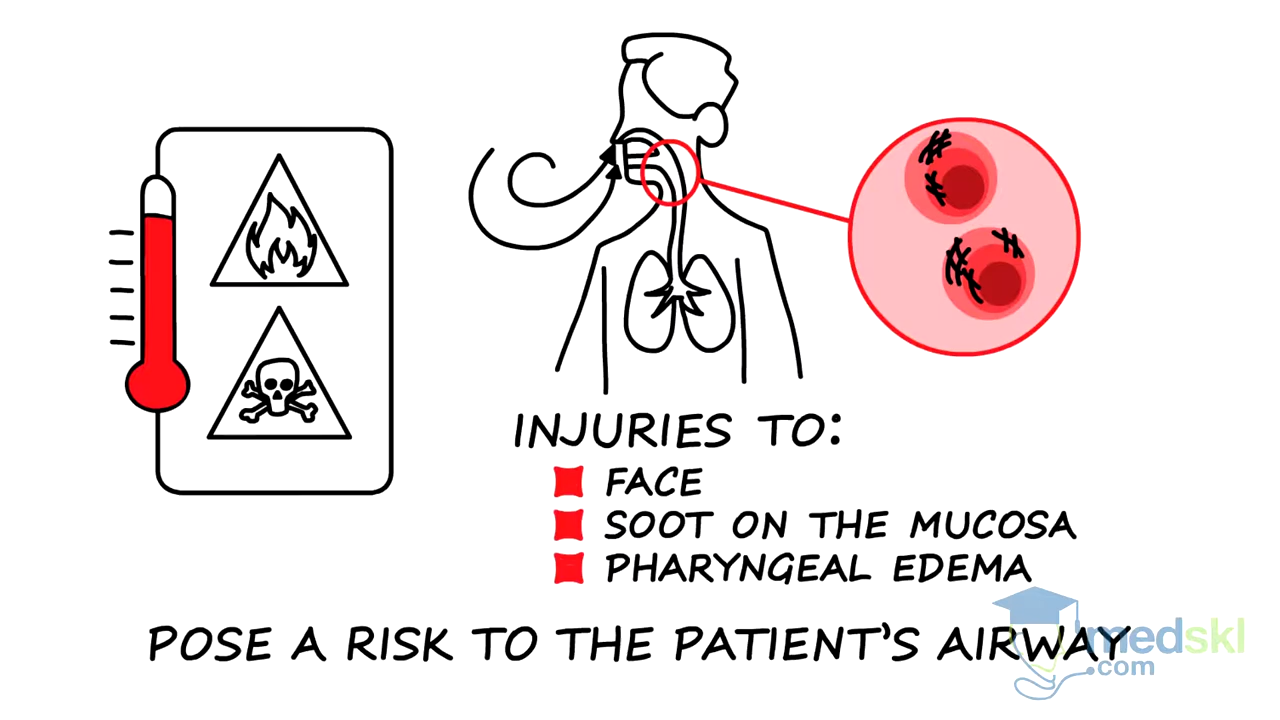 INJURIES TO:
FACE
SOOT ON THE MUCOSA
PHARYNGEAL EDEMA
POSE A RISK TO THE PATIENT'S AIRWAY
medskl
.com